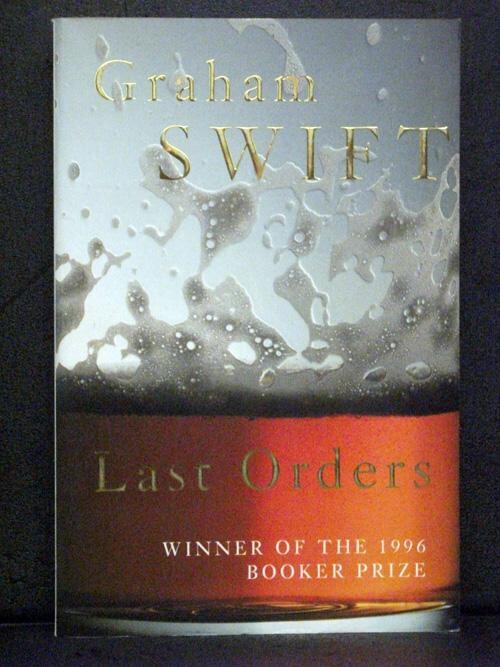 Graham
SWIFT
Last Orders
WINNER OF THE 1996
BOOKER PRIZE